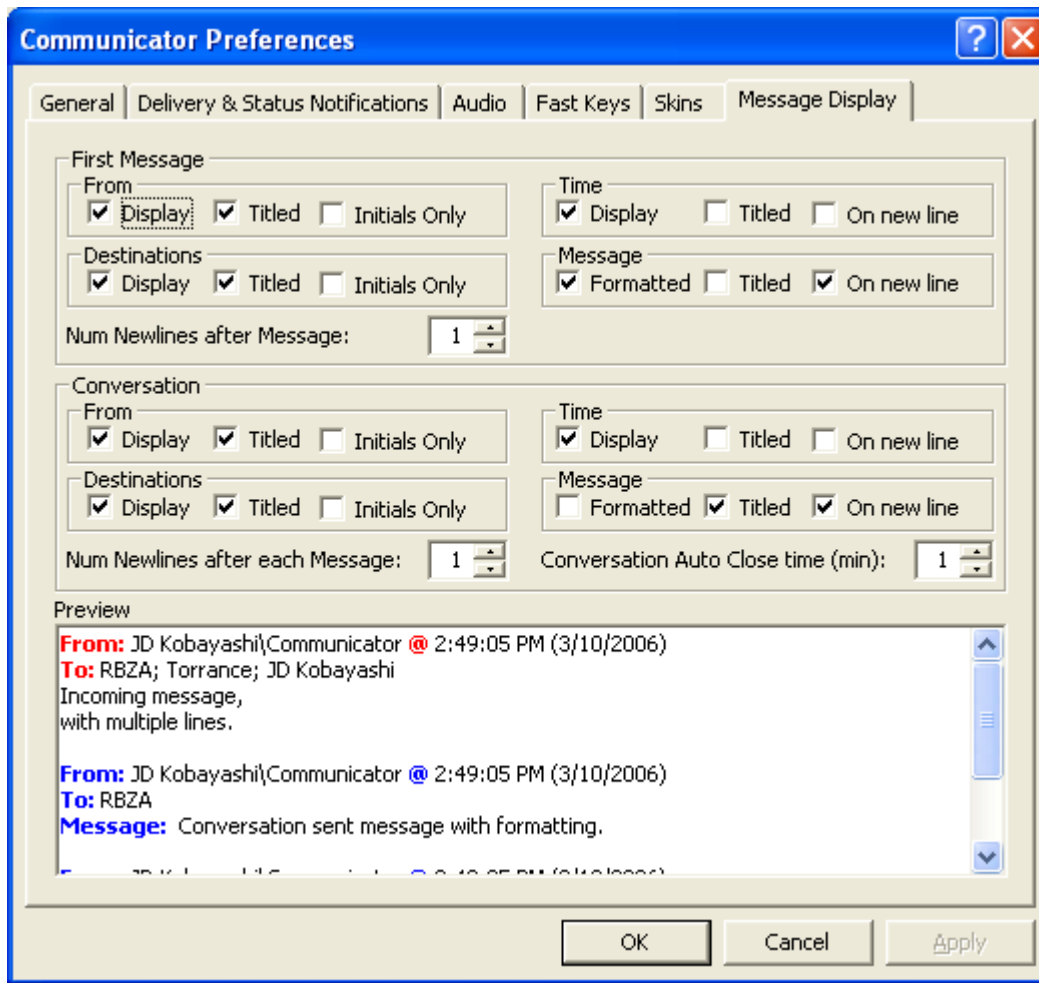 Communicator Preferences
General Delivery & Status Notifications Audio Fast Keys Skins Message Display
First Message
From
Display Titled Initials Only
Time
Display Titled On new line
Destinations
Display Titled Initials Only
Message
Formatted Titled On new line
Num Newlines after Message: 1
Conversation
From
Display Titled Initials Only
Time
Display Titled On new line
Destinations
Display Titled Initials Only
Message
Formatted Titled On new line
Num Newlines after each Message: 1
Conversation Auto Close time (min): 1
Preview
From: JD Kobayashi\Communicator @ 2:49:05 PM (3/10/2006)
To: RBZA; Torrance; JD Kobayashi
Incoming message,
with multiple lines.
From: JD Kobayashi\Communicator @ 2:49:05 PM (3/10/2006)
To: RBZA
Message: Conversation sent message with formatting.
OK Cancel Apply